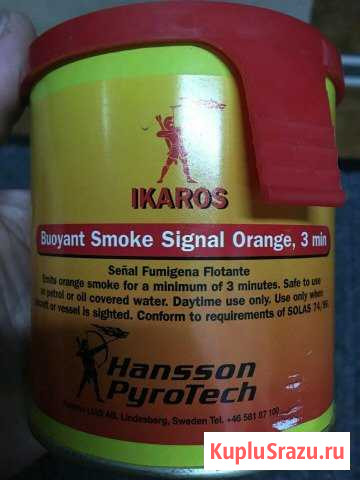 IKAROS
Buoyant Smoke Signal Orange, 3 min
Señal Fumigena Flotante
Emits orange smoke for a minimum of 3 minutes. Safe to use
on petrol or oil covered water. Daytime use only. Use only when
aircraft or vessel is sighted. Conform to requirements of SOLAS 74/96
Hansson
PyroTech
AB, Lindesberg, Sweden Tel. +46 581 87 100
KupluSrazu.ru